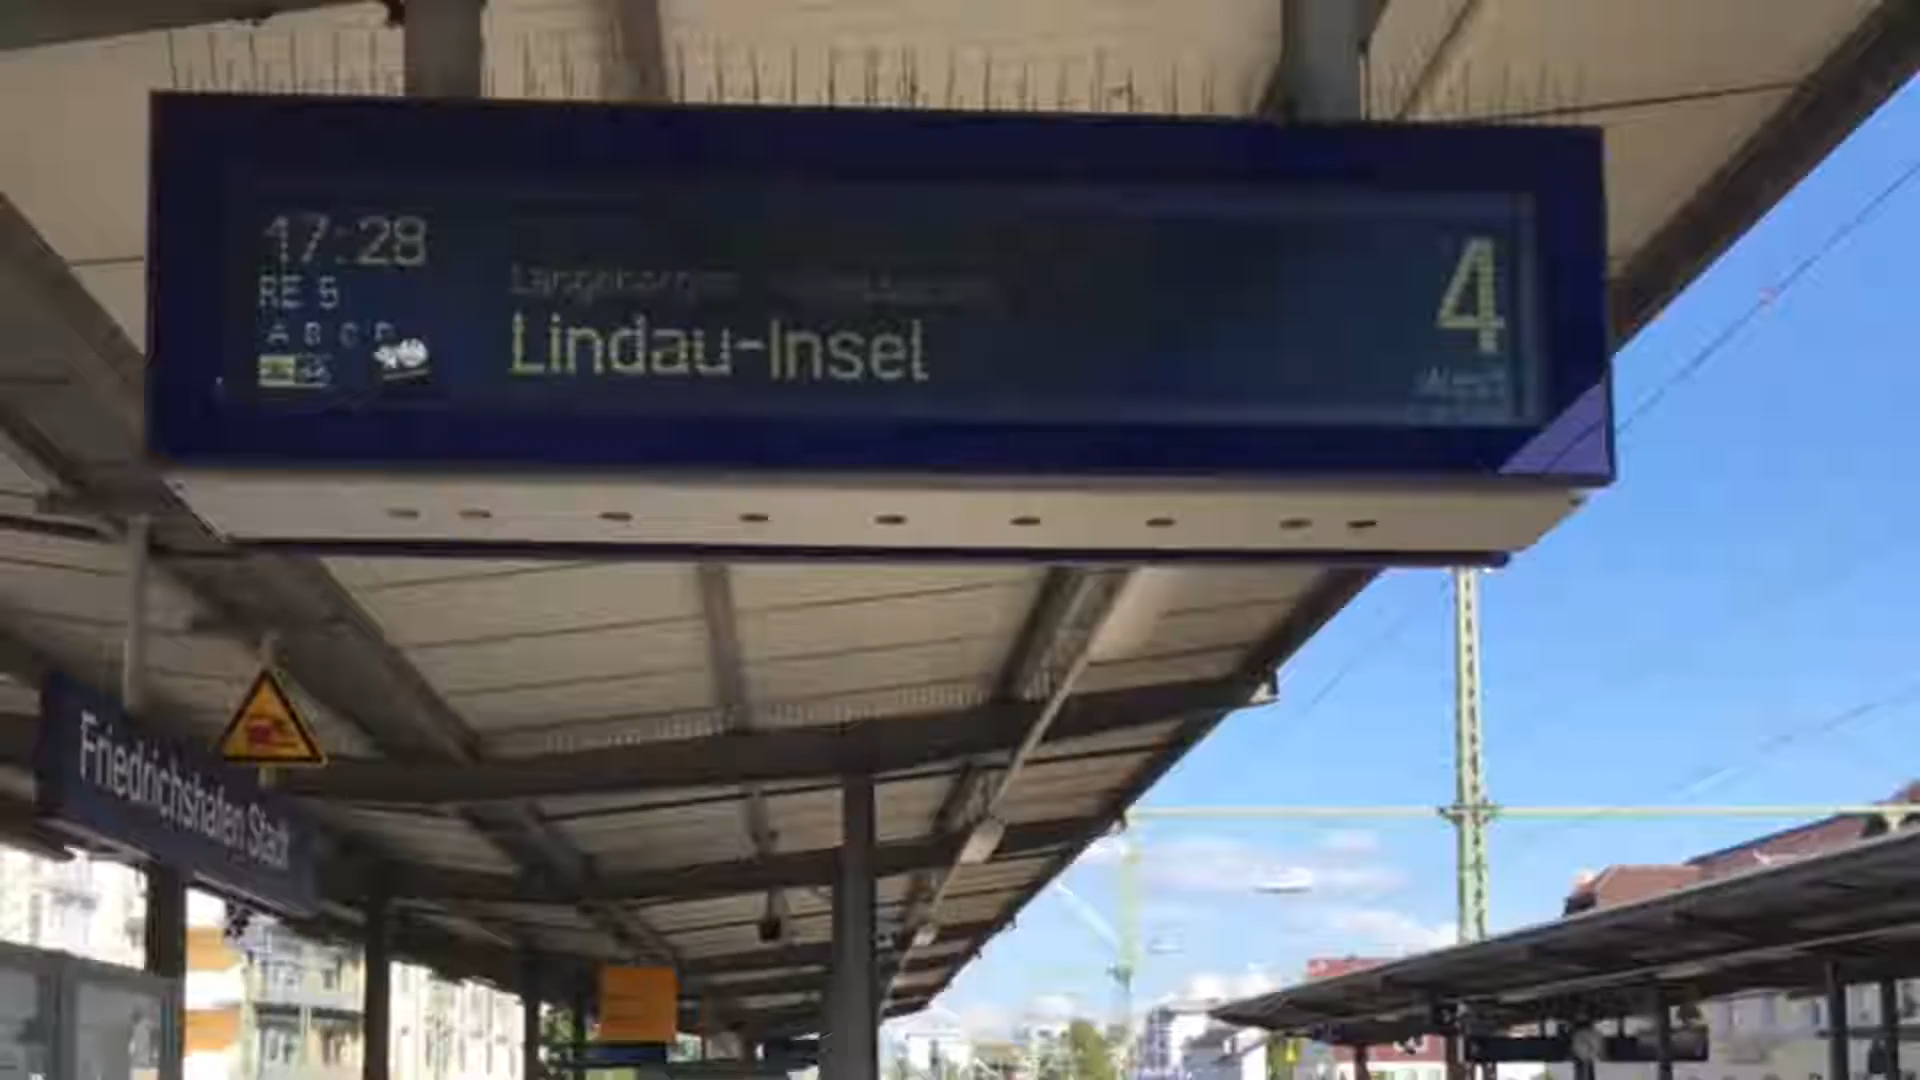 17:28
RE 5
Lindau-Insel
4
A B C D
Friedrichshafen Stadt